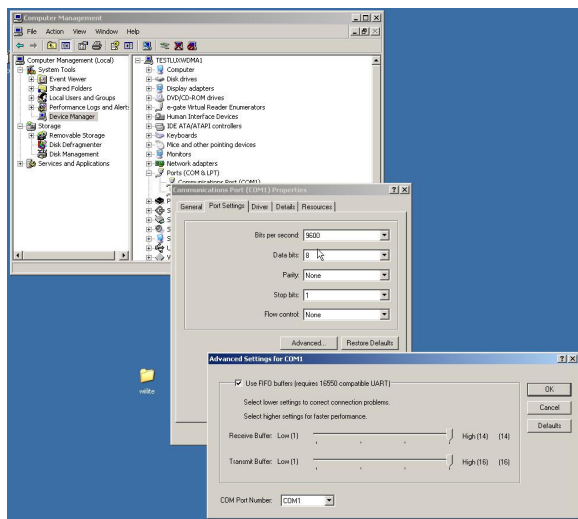 Computer Management
File Action View Window Help
Computer Management (Local)
System Tools
Event Viewer
Shared Folders
Local Users and Groups
Performance Logs and Alert:
Device Manager
Storage
Removable Storage
Disk Defragmenter
Disk Management
Services and Applications
TESTLUXWDMA1
Computer
Disk drives
Display adapters
DVD/CD-ROM drives
e-gate Virtual Reader Enumerators
Human Interface Devices
IDE ATA/ATAPI controllers
Keyboards
Mice and other pointing devices
Monitors
Network adapters
Ports (COM & LPT)
Communications Port (COM1)
Communications Port (COM1) Properties
General Port Settings Driver Details Resources
Bits per second: 9600
Data bits: 8
Parity: None
Stop bits: 1
Flow control: None
Advanced... Restore Defaults
Advanced Settings for COM1
Use FIFO buffers (requires 16550 compatible UART)
Select lower settings to correct connection problems.
Select higher settings for faster performance.
Receive Buffer: Low (1) High (14) (14)
Transmit Buffer: Low (1) High (16) (16)
COM Port Number: COM1
OK
Cancel
Defaults